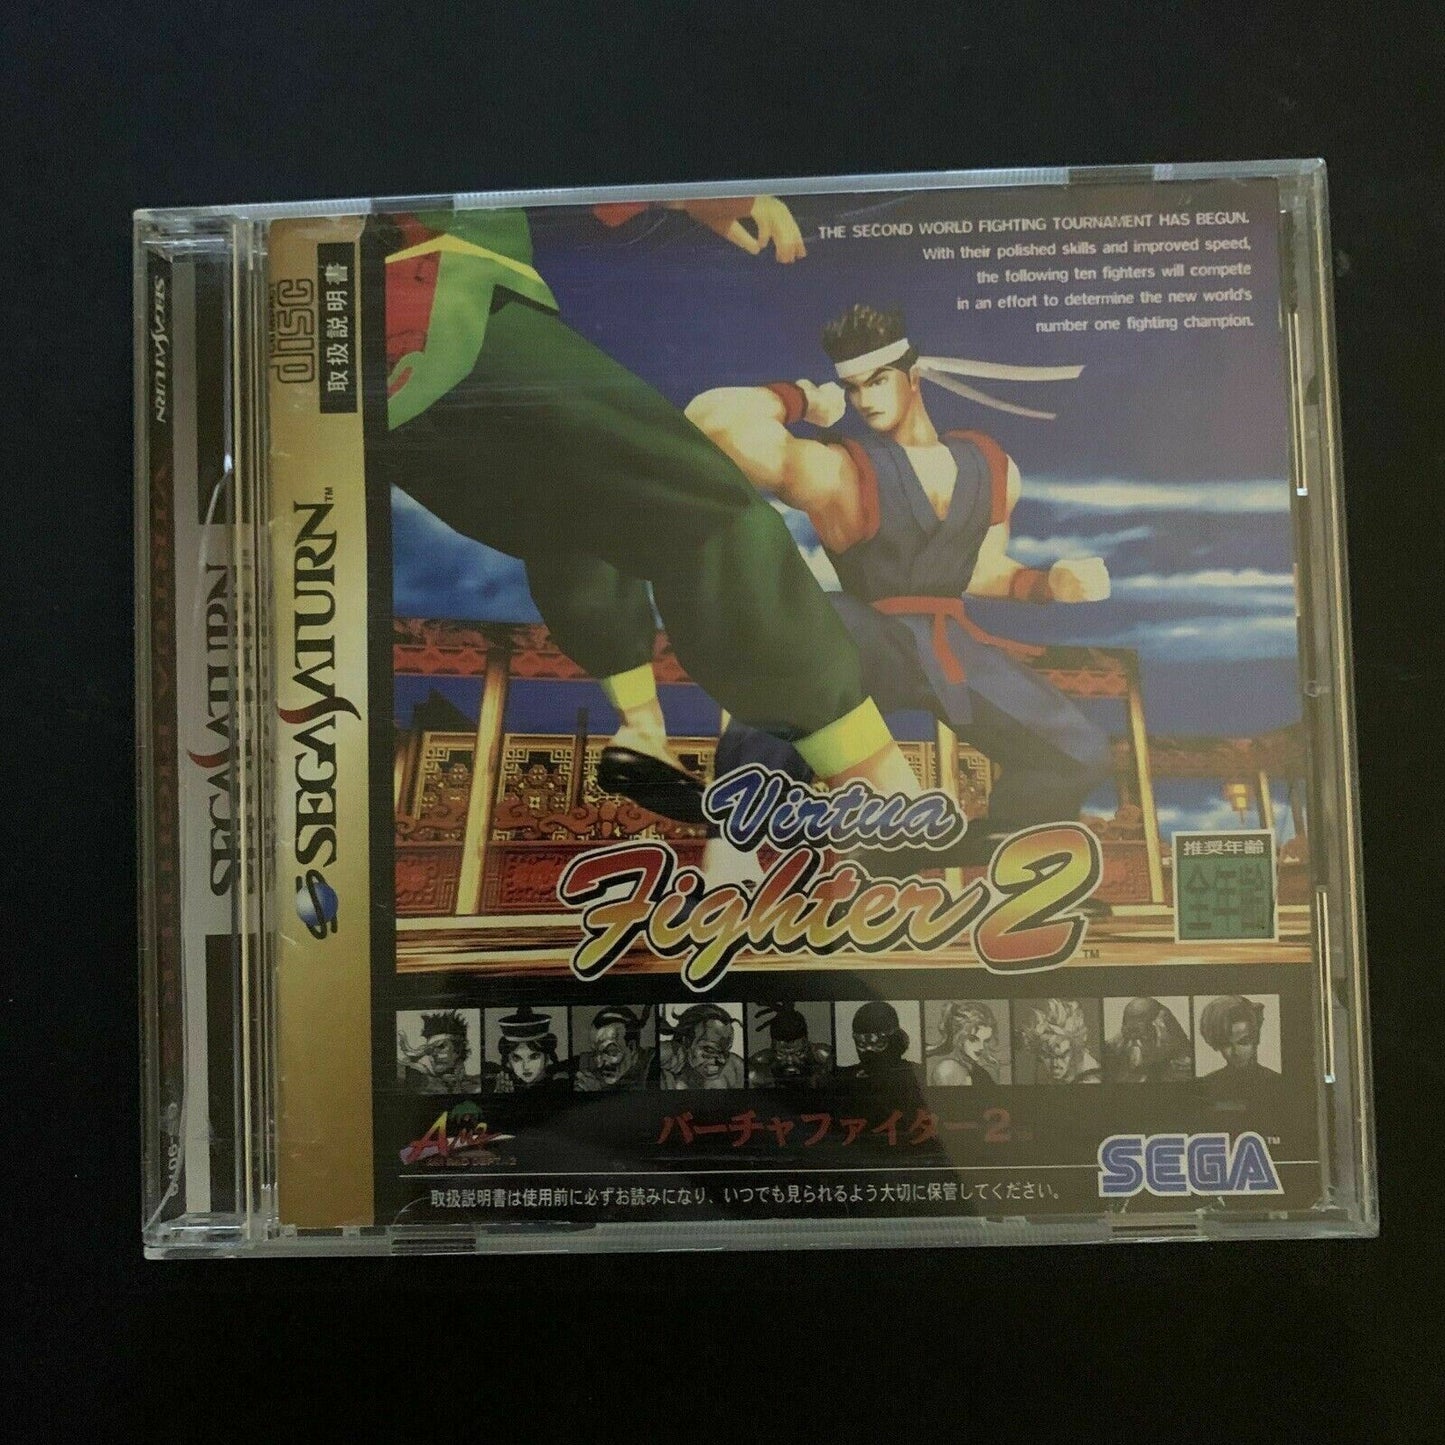 THE SECOND WORLD FIGHTING TOURNAMENT HAS BEGUN.
With their polished skills and improved speed,
the following ten fighters will compete
in an effort to determine the new world's
number one fighting champion.
disc
取扱説明書
SEGA SATURN™
SEGA SATURN
SEGA SATURN
Virtua
Fighter 2™
推奨年齢
AM2
バーチャファイター2
SEGA™
取扱説明書は使用前に必ずお読みになり、いつでも見られるよう大切に保管してください。